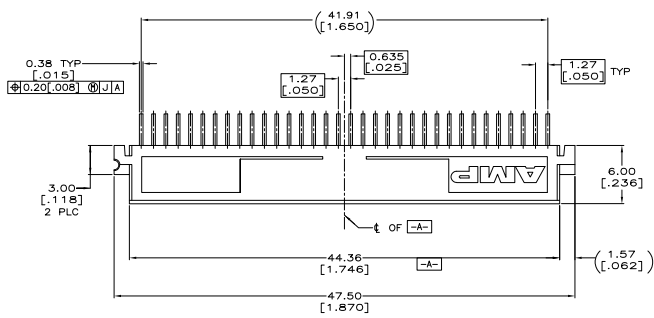 (41.91
[1.650])
0.38 TYP
[.015]
⌖ 0.20[.008] Ⓜ J A
1.27
[.050]
0.635
[.025]
1.27
[.050] TYP
AMP
3.00
[.118]
2 PLC
6.00
[.236]
℄ OF -A-
44.36
[1.746]
-A-
(1.57
[.062])
47.50
[1.870]